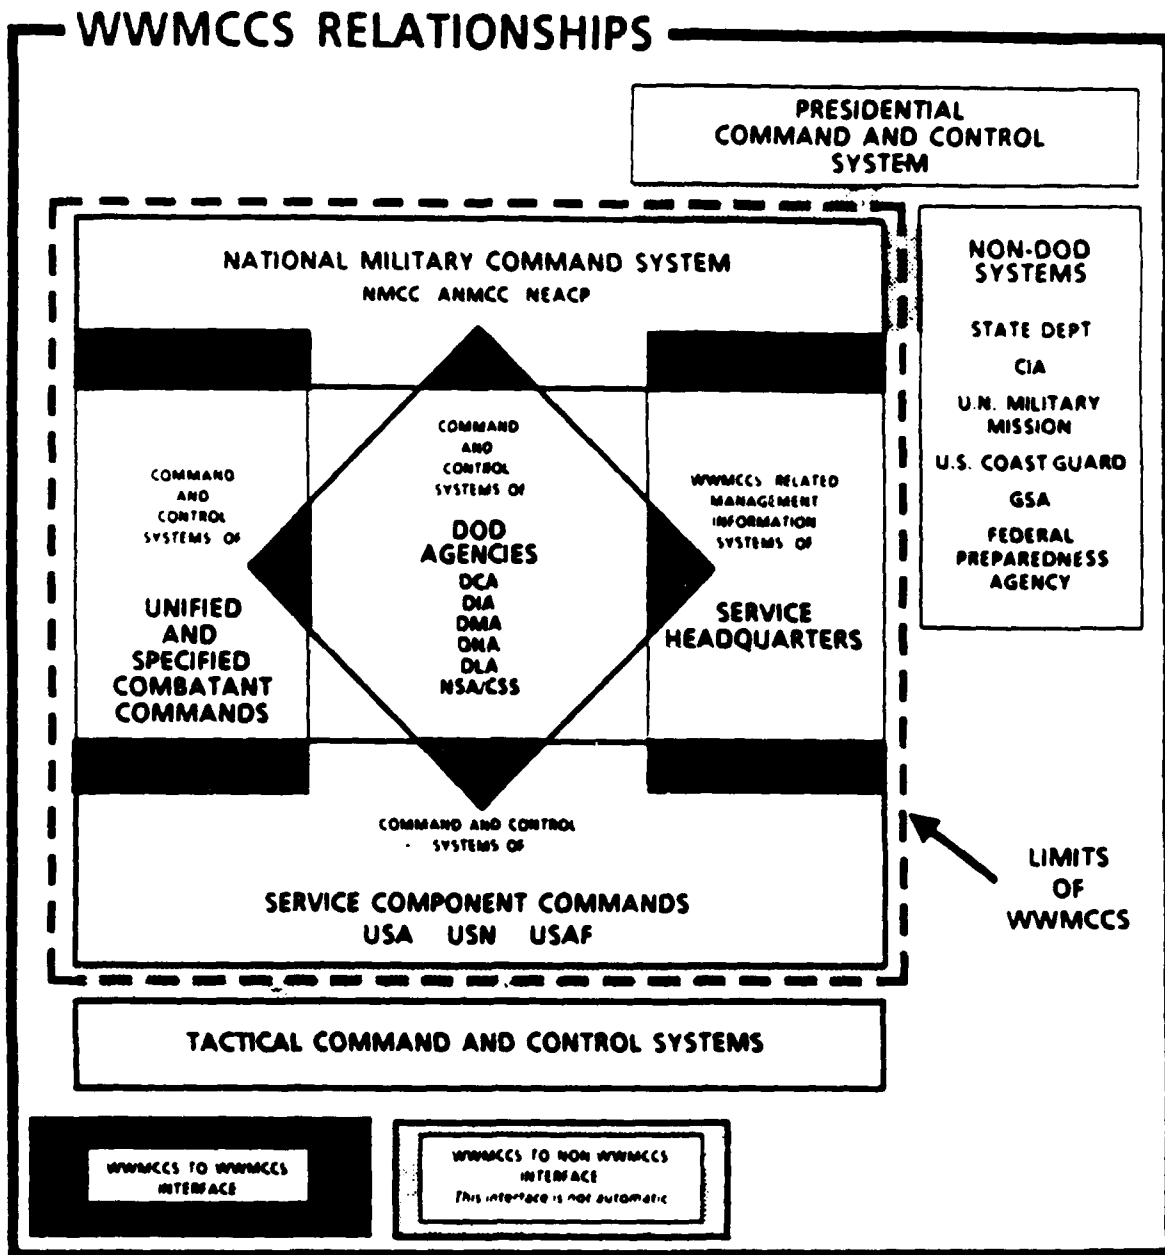 WWMCCS RELATIONSHIPS
PRESIDENTIAL
COMMAND AND CONTROL
SYSTEM
NATIONAL MILITARY COMMAND SYSTEM
NMCC ANMCC NEACP
NON-DOD
SYSTEMS
STATE DEPT
CIA
U.N. MILITARY
MISSION
U.S. COAST GUARD
GSA
FEDERAL
PREPAREDNESS
AGENCY
COMMAND
AND
CONTROL
SYSTEMS OF
UNIFIED
AND
SPECIFIED
COMBATANT
COMMANDS
COMMAND
AND
CONTROL
SYSTEMS OF
DOD
AGENCIES
DCA
DIA
DMA
DNA
DLA
NSA/CSS
WWMCCS RELATED
MANAGEMENT
INFORMATION
SYSTEMS OF
SERVICE
HEADQUARTERS
COMMAND AND CONTROL
SYSTEMS OF
SERVICE COMPONENT COMMANDS
USA USN USAF
LIMITS
OF
WWMCCS
TACTICAL COMMAND AND CONTROL SYSTEMS
WWMCCS TO WWMCCS
INTERFACE
WWMCCS TO NON WWMCCS
INTERFACE
This interface is not automatic